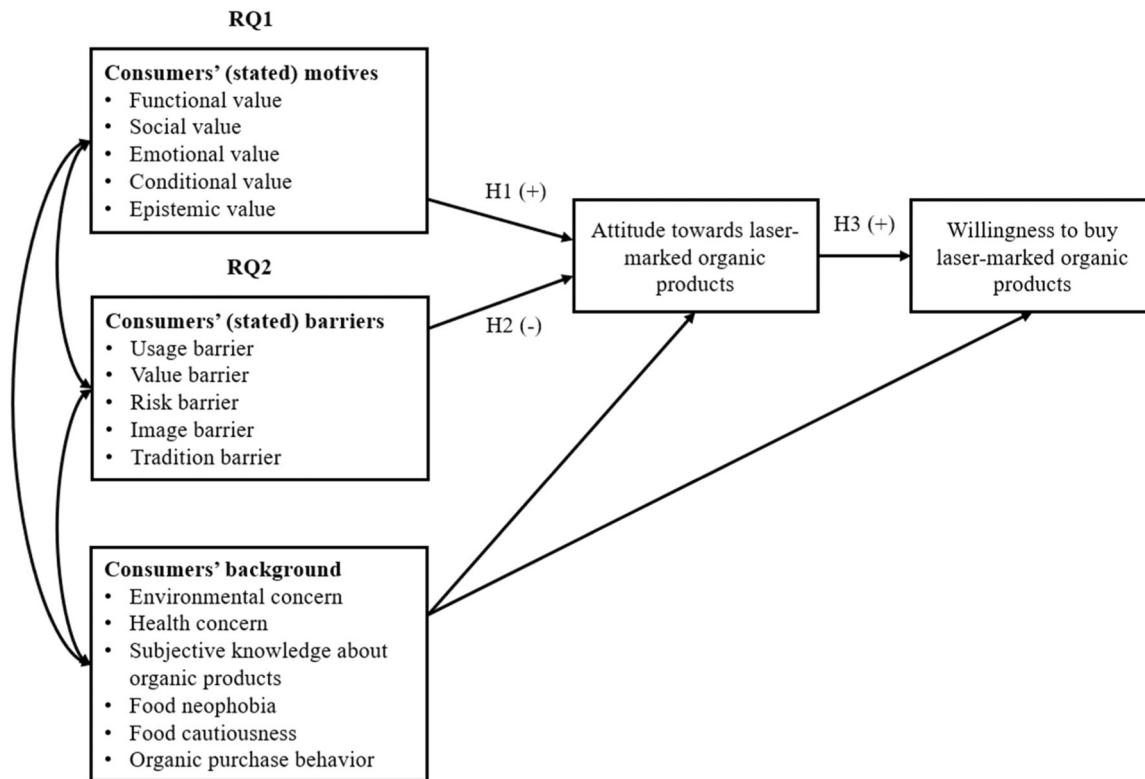 RQ1
Consumers’ (stated) motives
• Functional value
• Social value
• Emotional value
• Conditional value
• Epistemic value
H1 (+)
RQ2
Consumers’ (stated) barriers
• Usage barrier
• Value barrier
• Risk barrier
• Image barrier
• Tradition barrier
H2 (-)
Consumers’ background
• Environmental concern
• Health concern
• Subjective knowledge about
organic products
• Food neophobia
• Food cautiousness
• Organic purchase behavior
Attitude towards laser-
marked organic
products
H3 (+)
Willingness to buy
laser-marked organic
products